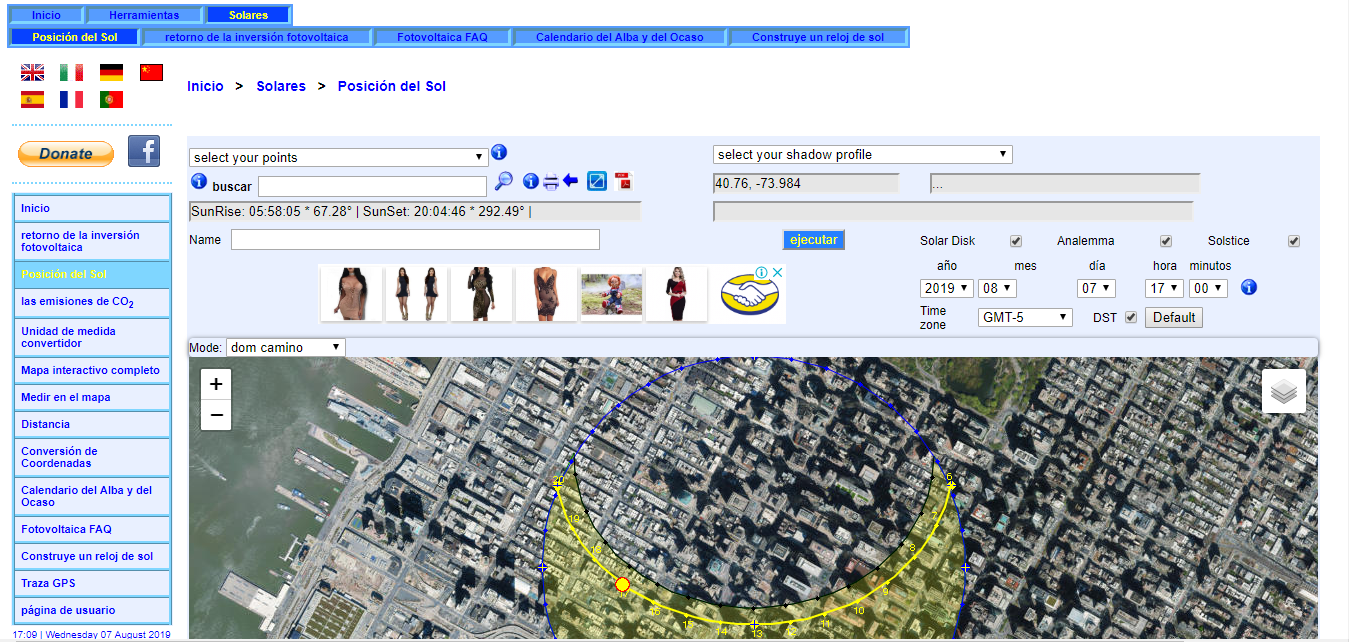 Inicio Herramientas Solares
Posición del Sol retorno de la inversión fotovoltaica Fotovoltaica FAQ Calendario del Alba y del Ocaso Construye un reloj de sol
Inicio > Solares > Posición del Sol
Donate f
select your points
select your shadow profile
buscar
40.76, -73.984
...
SunRise: 05:58:05 * 67.28° | SunSet: 20:04:46 * 292.49° |
Name
ejecutar
Solar Disk Analemma Solstice
año mes día hora minutos
2019 08 07 17 00
Time
zone
GMT-5
DST
Default
Mode: dom camino
+
−
Inicio
retorno de la inversión
fotovoltaica
Posición del Sol
las emisiones de CO2
Unidad de medida
convertidor
Mapa interactivo completo
Medir en el mapa
Distancia
Conversión de
Coordenadas
Calendario del Alba y del
Ocaso
Fotovoltaica FAQ
Construye un reloj de sol
Traza GPS
página de usuario
17:09 | Wednesday 07 August 2019
20
19
18
17
16
15
14
13
12
11
10
9
8
7
6